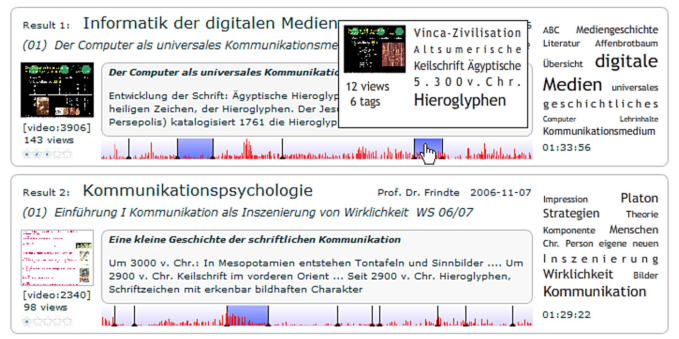 Result 1: Informatik der digitalen Medien
(01) Der Computer als universales Kommunikationsme
Der Computer als universales Kommunikatio
Entwicklung der Schrift: Ägyptische Hieroglyp
heiligen Zeichen, der Hieroglyphen. Der Jes
Persepolis) katalogisiert 1761 die Hieroglyp
[video:3906]
143 views
Vinca-Zivilisation
Altsumerische
Keilschrift Ägyptische
5.300v.Chr.
Hieroglyphen
12 views
6 tags
ABC Mediengeschichte
Literatur Affenbrotbaum
Übersicht digitale
Medien universales
geschichtliches
Computer Lehrinhalte
Kommunikationsmedium
01:33:56
Result 2: Kommunikationspsychologie Prof. Dr. Frindte 2006-11-07
(01) Einführung I Kommunikation als Inszenierung von Wirklichkeit WS 06/07
Eine kleine Geschichte der schriftlichen Kommunikation
Um 3000 v. Chr.: In Mesopotamien entstehen Tontafeln und Sinnbilder .... Um
2900 v. Chr. Keilschrift im vorderen Orient ... Seit 2900 v. Chr. Hieroglyphen,
Schriftzeichen mit erkenbar bildhaften Charakter
[video:2340]
98 views
Impression Platon
Strategien Theorie
Komponente Menschen
Chr. Person eigene neuen
Inszenierung
Wirklichkeit Bilder
Kommunikation
01:29:22